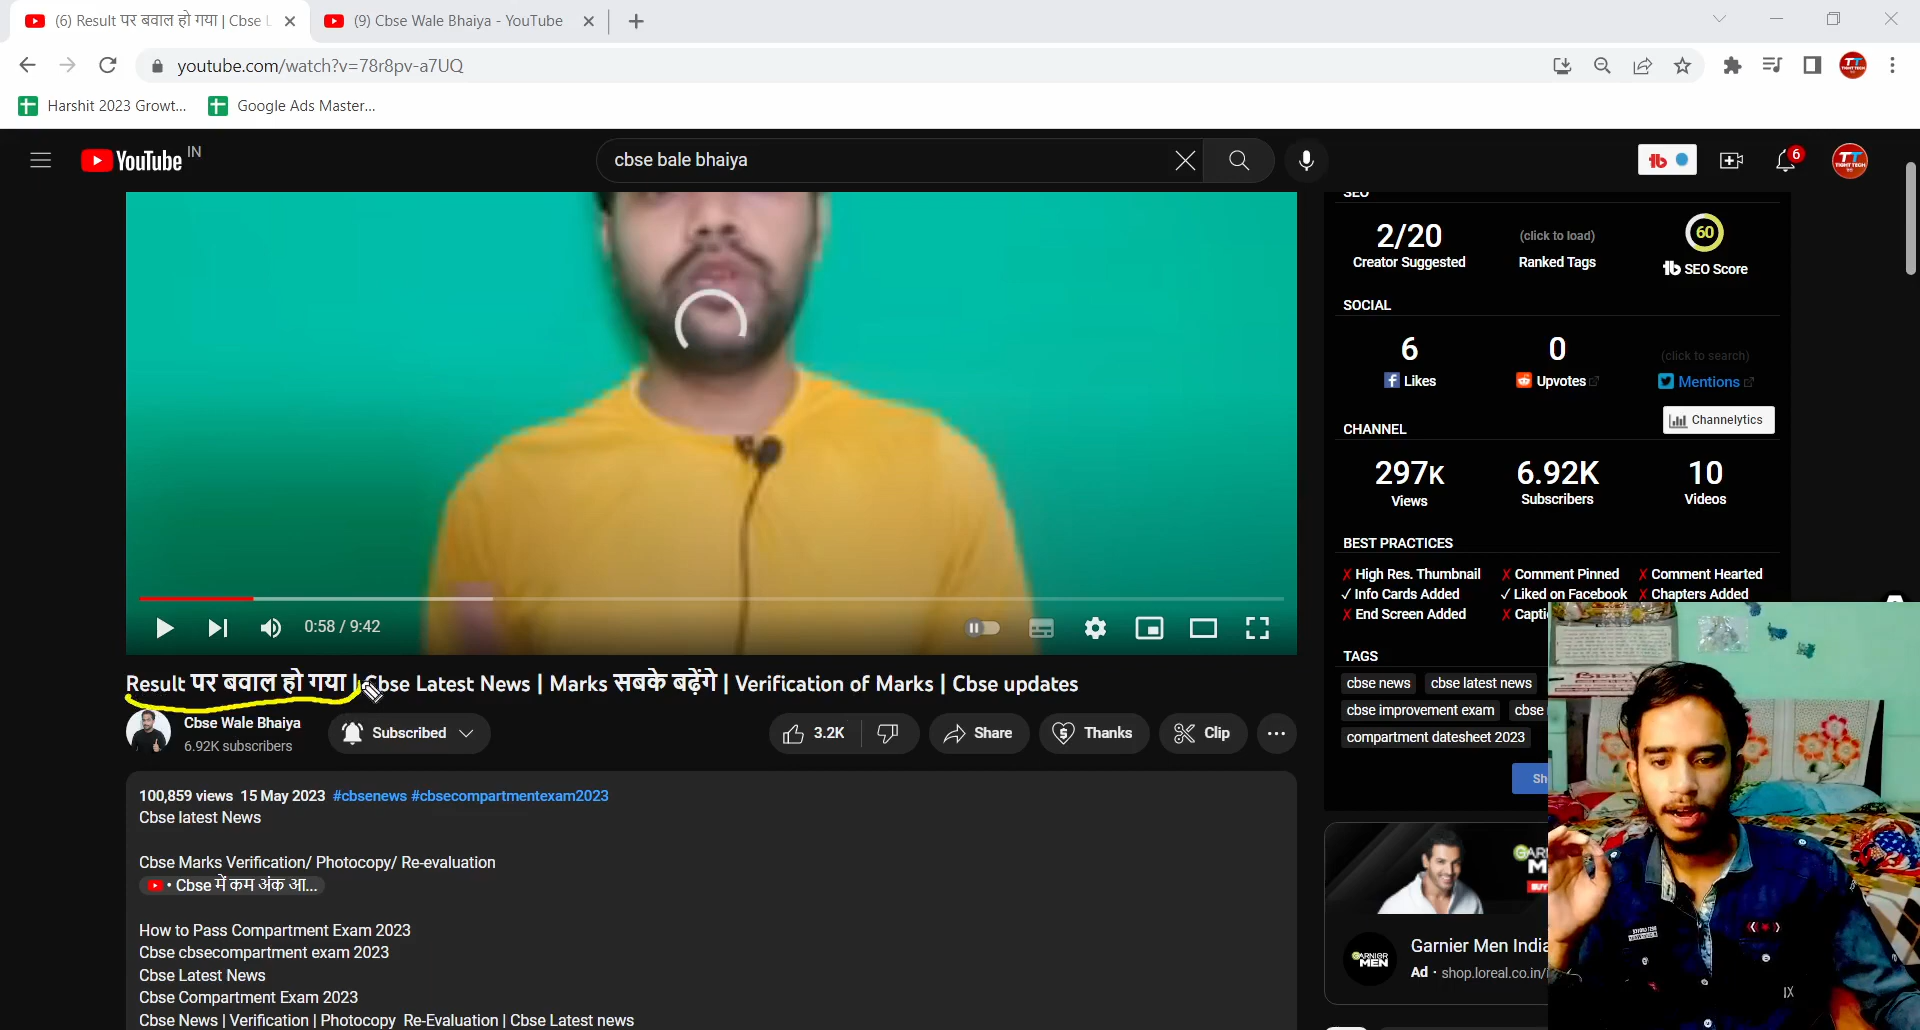 (6) Result पर बवाल हो गया | Cbse L
(9) Cbse Wale Bhaiya - YouTube
youtube.com/watch?v=78r8pv-a7UQ
Harshit 2023 Growt...
Google Ads Master...
YouTube IN
cbse bale bhaiya
6
SEO
2/20
(click to load)
60
Creator Suggested
Ranked Tags
tb SEO Score
SOCIAL
6
0
(click to search)
Likes
Upvotes
Mentions
CHANNEL
Channelytics
297K
6.92K
10
Views
Subscribers
Videos
BEST PRACTICES
✗ High Res. Thumbnail
✗ Comment Pinned
✗ Comment Hearted
✓ Info Cards Added
✓ Liked on Facebook
✗ Chapters Added
✗ End Screen Added
✗ Capti
TAGS
cbse news
cbse latest news
cbse improvement exam
cbse
compartment datesheet 2023
Sh
0:58 / 9:42
Result पर बवाल हो गया | Cbse Latest News | Marks सबके बढ़ेंगे | Verification of Marks | Cbse updates
Cbse Wale Bhaiya
6.92K subscribers
Subscribed
3.2K
Share
Thanks
Clip
100,859 views 15 May 2023 #cbsenews #cbsecompartmentexam2023
Cbse latest News
Cbse Marks Verification/ Photocopy/ Re-evaluation
• Cbse में कम अंक आ...
How to Pass Compartment Exam 2023
Cbse cbsecompartment exam 2023
Cbse Latest News
Cbse Compartment Exam 2023
Cbse News | Verification | Photocopy Re-Evaluation | Cbse Latest news
GARNIER MEN
Garnier Men India
Ad · shop.loreal.co.in/